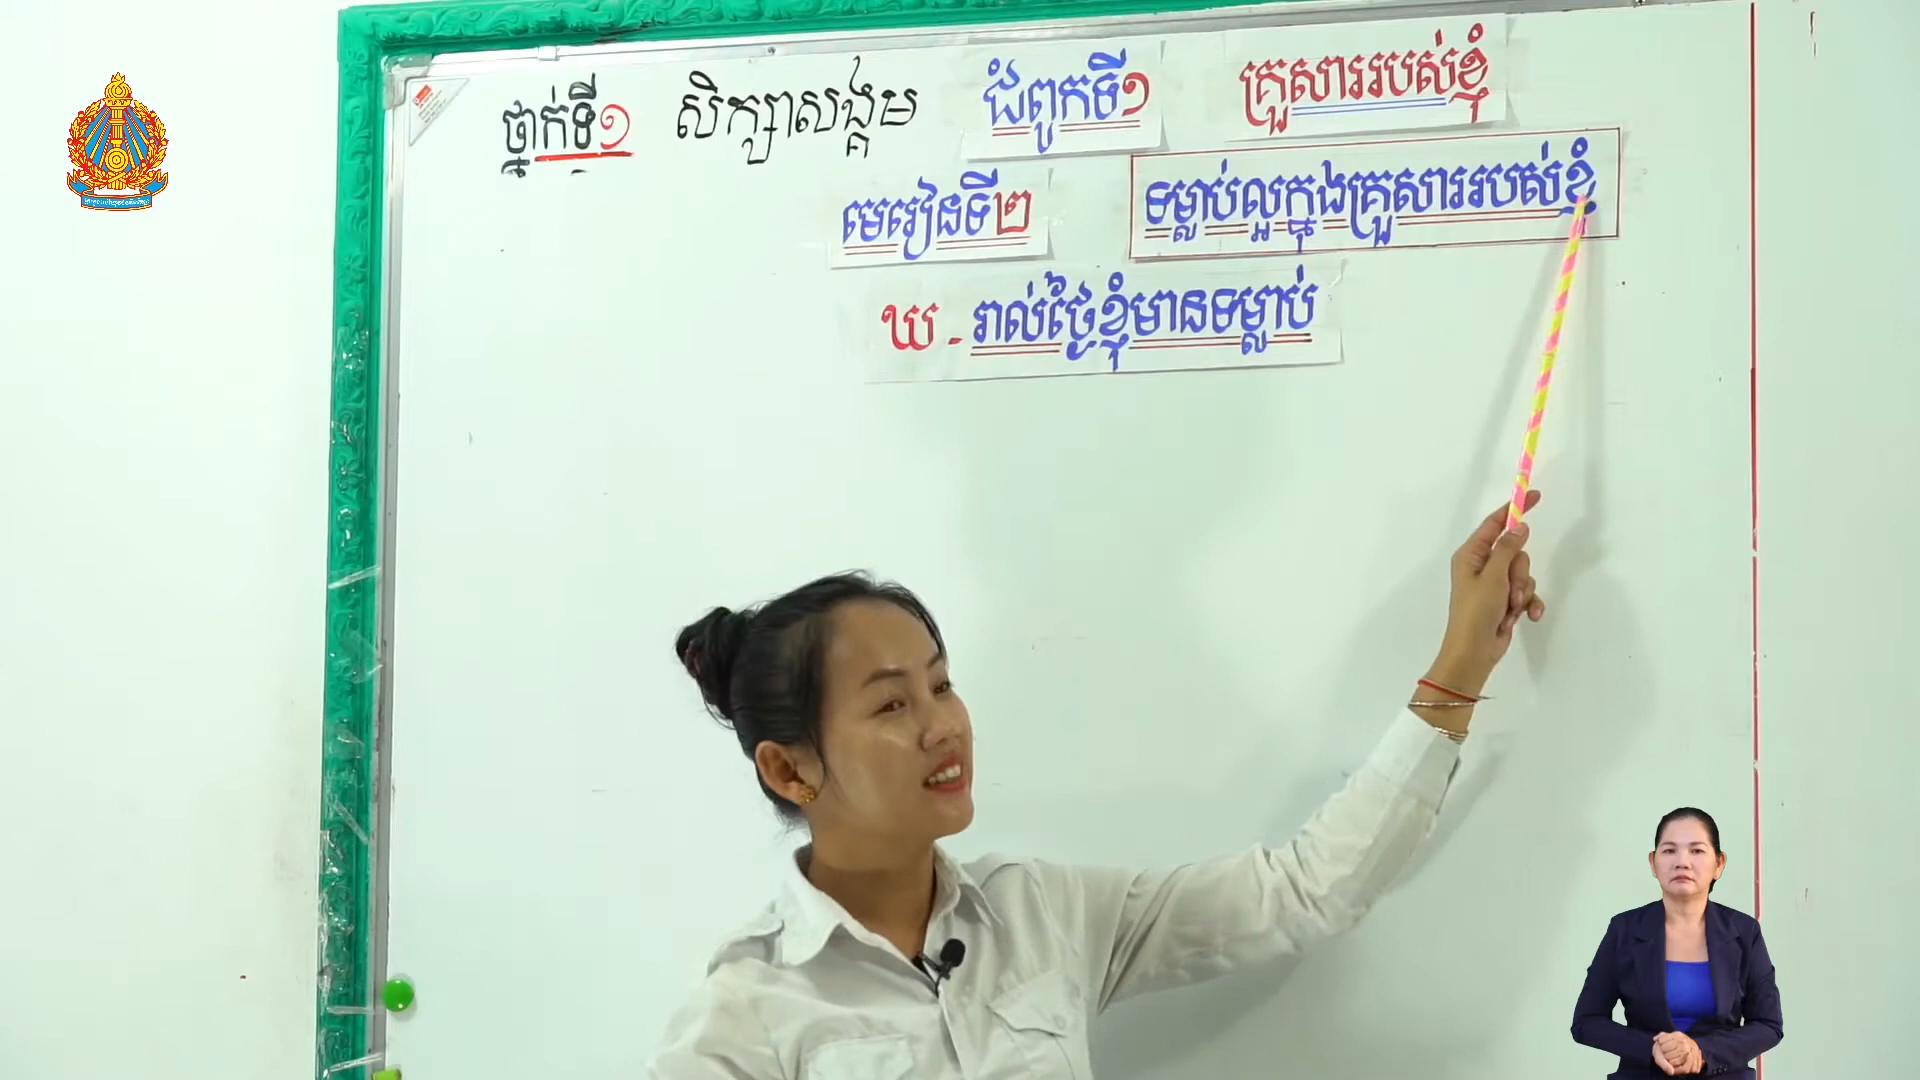 ថ្នាក់ទី១ សិក្សាសង្គម ជំពូកទី១ គ្រួសាររបស់ខ្ញុំ
មេរៀនទី២ ទម្លាប់ល្អក្នុងគ្រួសាររបស់ខ្ញុំ
ឃ - រាល់ថ្ងៃខ្ញុំមានទម្លាប់